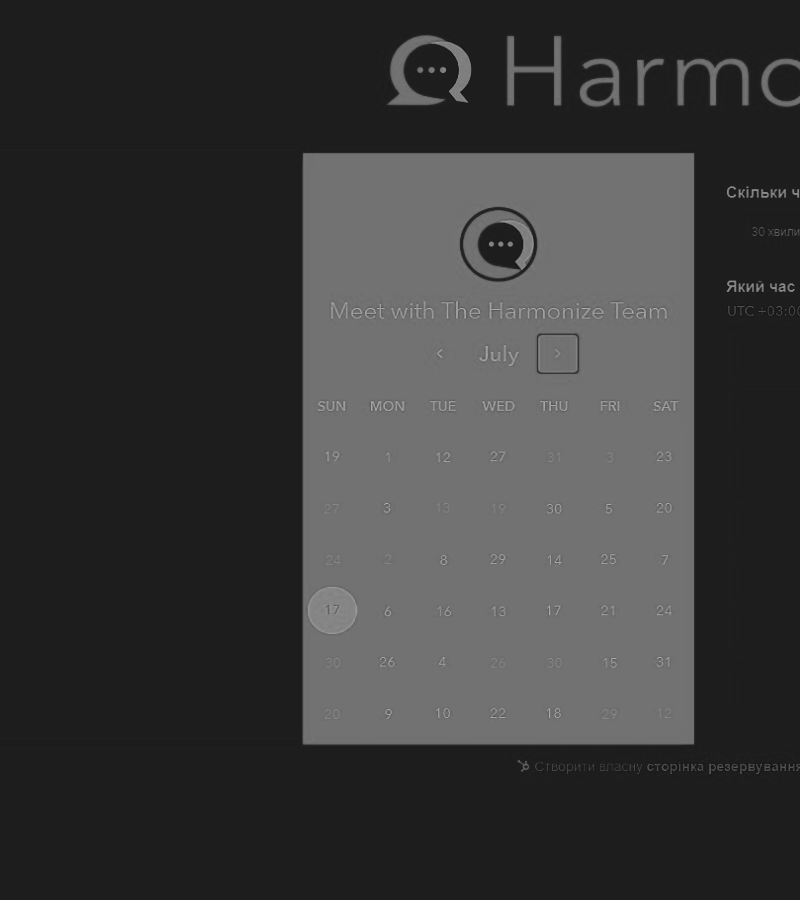 Harmo
Скільки ч
Meet with The Harmonize Team
30 хвили
Який час
UTC +03:00
< July >
SUN MON TUE WED THU FRI SAT
19 1 12 27 31 3 23
27 3 13 19 30 5 20
24 2 8 29 14 25 7
17 6 16 13 17 21 24
30 26 4 26 30 15 31
20 9 10 22 18 29 12
Створити власну сторінка резервування